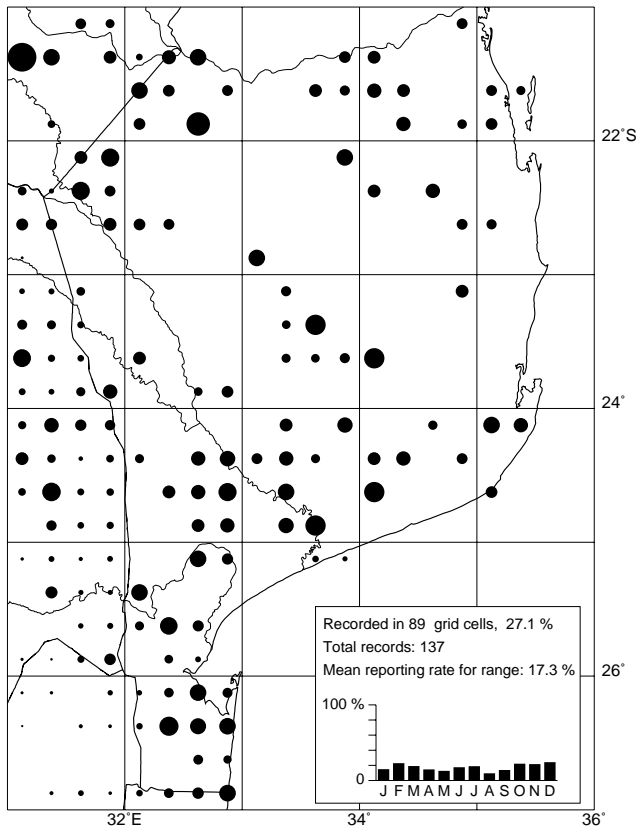 22°S
24°
Recorded in 89 grid cells, 27.1 %
Total records: 137
Mean reporting rate for range: 17.3 %
26°
100 %
0
J F M A M J J A S O N D
32°E
34°
36°